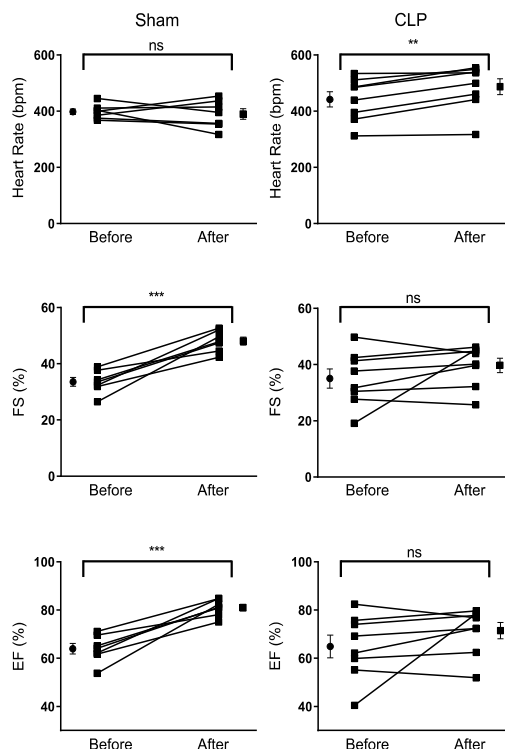 Sham
CLP
ns
**
600
400
200
0
Heart Rate (bpm)
Before
After
600
400
200
0
Heart Rate (bpm)
Before
After
***
ns
60
40
20
0
FS (%)
Before
After
60
40
20
0
FS (%)
Before
After
***
ns
100
80
60
40
EF (%)
Before
After
100
80
60
40
EF (%)
Before
After